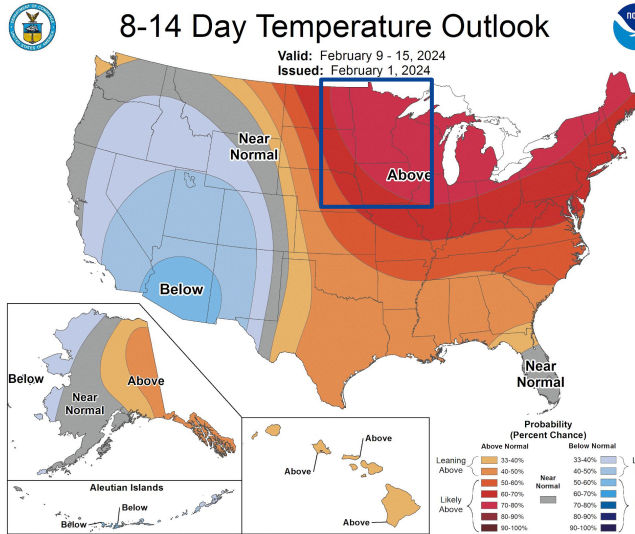 8-14 Day Temperature Outlook
Valid: February 9 - 15, 2024
Issued: February 1, 2024
Near
Normal
Above
Below
Near
Normal
Below
Near
Normal
Above
Above
Above
Above
Aleutian Islands
Below
Below
Probability
(Percent Chance)
Above Normal
Below Normal
Leaning
Above
Likely
Above
33-40%
40-50%
50-60%
60-70%
70-80%
80-90%
90-100%
Near
Normal
33-40%
40-50%
50-60%
60-70%
70-80%
80-90%
90-100%
L